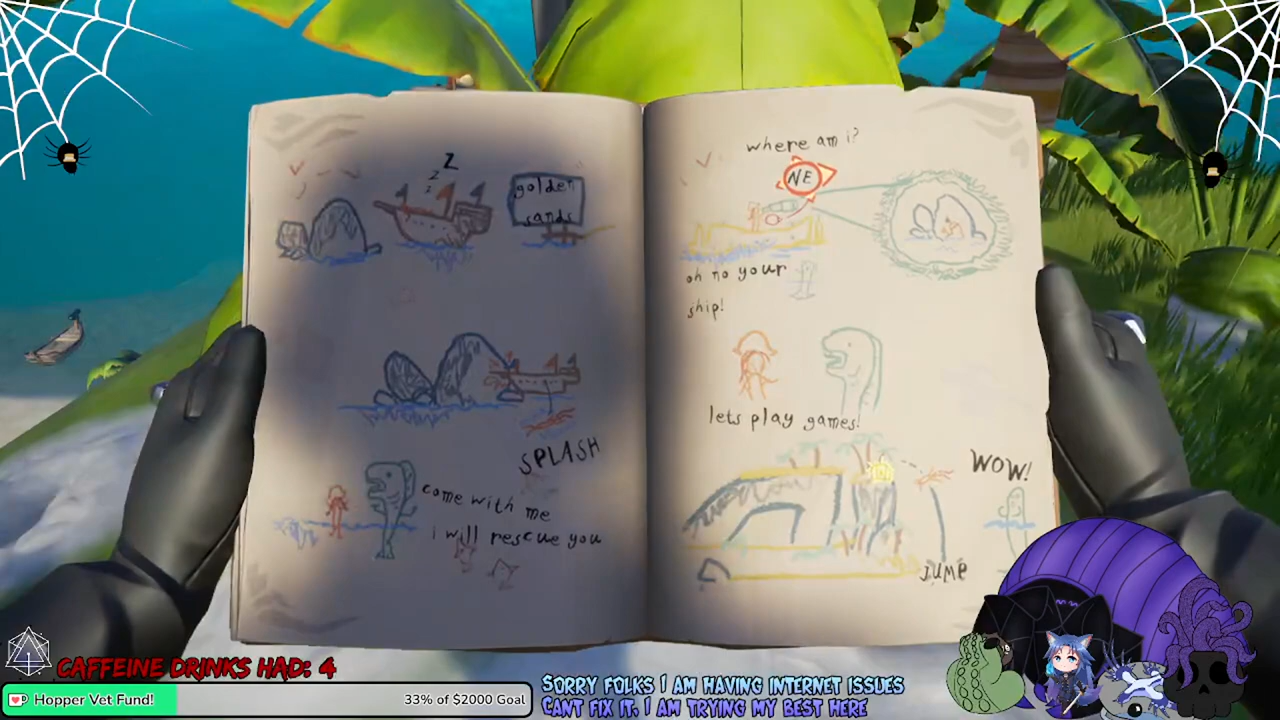 z
z
z
golden
sands
SPLASH
come with me
i will rescue you
where am i?
NE
oh no your
ship!
lets play games!
WOW!
JUMP
CAFFEINE DRINKS HAD: 4
Hopper Vet Fund!
33% of $2000 Goal
SORRY FOLKS I AM HAVING INTERNET ISSUES
CANT FIX IT. I AM TRYING MY BEST HERE